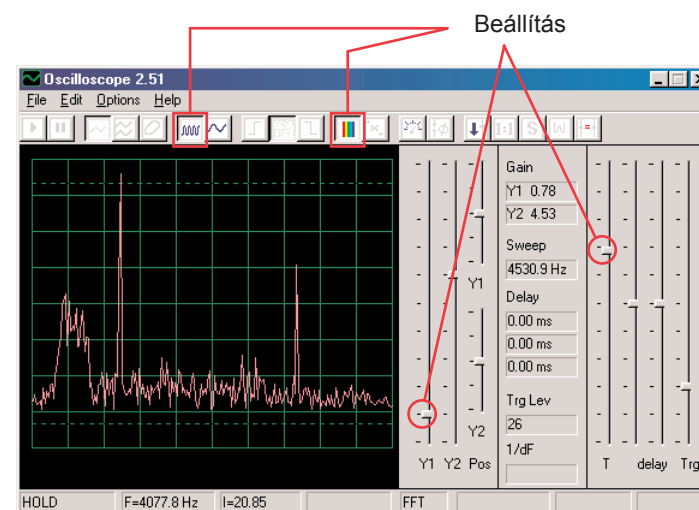 Beállítás
Oscilloscope 2.51
File Edit Options Help
1:1 S W
Gain
Y1 0.78
Y2 4.53
Sweep
4530.9 Hz
Y1
Delay
0.00 ms
0.00 ms
0.00 ms
Trg Lev
26
Y2
1/dF
Y1 Y2 Pos T delay Trg
HOLD F=4077.8 Hz I=20.85 FFT